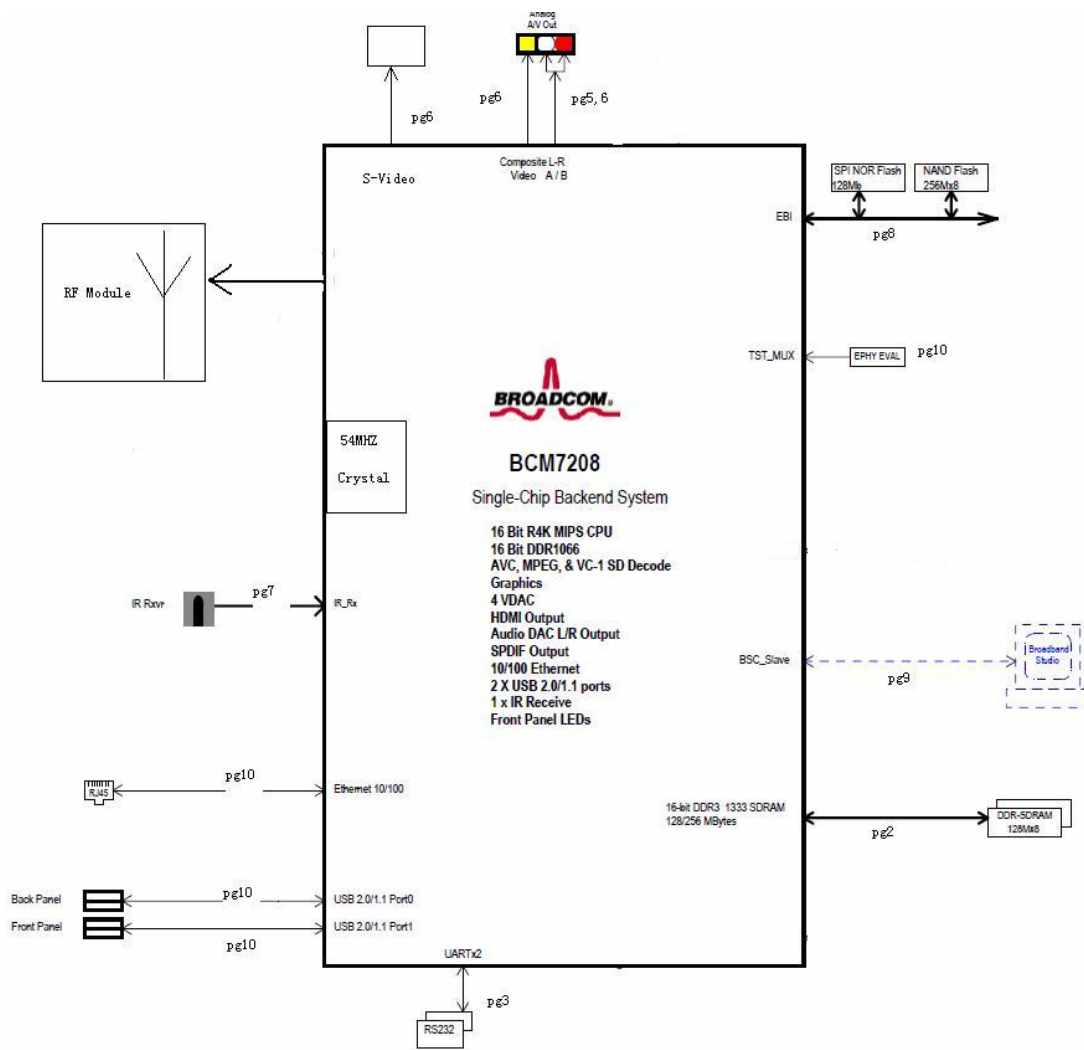 Analog
A/V Out
pg6
pg6
pg5, 6
S-Video
Composite L-R
Video A / B
SPI NOR Flash
128Mb
NAND Flash
256Mx8
EBI
pg8
RF Module
TST_MUX
EPHY EVAL
pg10
BROADCOM®
54MHZ
Crystal
BCM7208
Single-Chip Backend System
16 Bit R4K MIPS CPU
16 Bit DDR1066
AVC, MPEG, & VC-1 SD Decode
Graphics
4 VDAC
HDMI Output
Audio DAC L/R Output
SPDIF Output
10/100 Ethernet
2 X USB 2.0/1.1 ports
1 x IR Receive
Front Panel LEDs
IR Rxvr
pg7
IR_Rx
BSC_Slave
pg9
Broadband
Studio
RJ45
pg10
Ethernet 10/100
16-bit DDR3 1333 SDRAM
128/256 MBytes
pg2
DDR-SDRAM
128Mx8
Back Panel
pg10
USB 2.0/1.1 Port0
Front Panel
pg10
USB 2.0/1.1 Port1
UARTx2
pg3
RS232